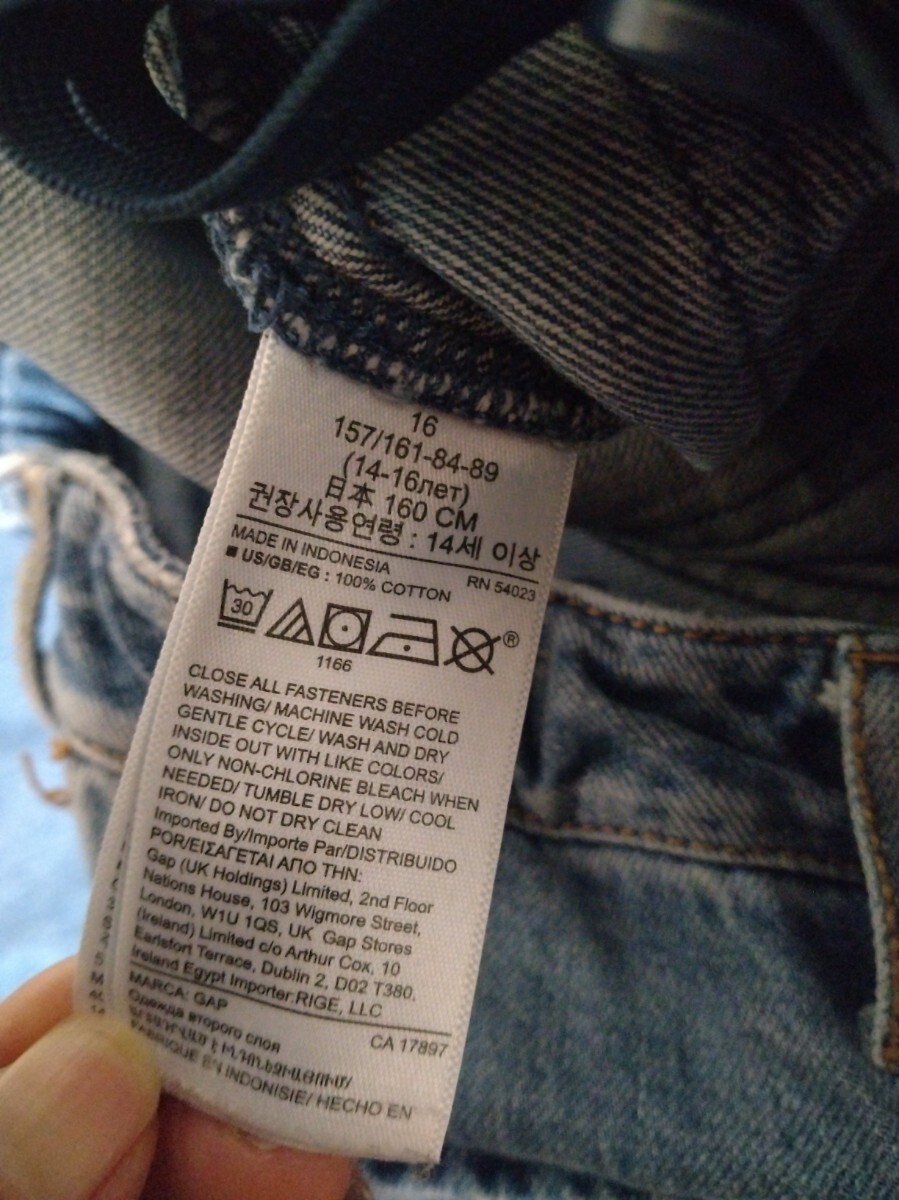 16
157/161-84-89
(14-16лет)
日本 160 CM
권장사용연령 : 14세 이상
MADE IN INDONESIA RN 54023
■ US/GB/EG : 100% COTTON
30
®
1166
CLOSE ALL FASTENERS BEFORE
WASHING/ MACHINE WASH COLD
GENTLE CYCLE/ WASH AND DRY
INSIDE OUT WITH LIKE COLORS/
ONLY NON-CHLORINE BLEACH WHEN
NEEDED/ TUMBLE DRY LOW/ COOL
IRON/ DO NOT DRY CLEAN
Imported By/Importe Par/DISTRIBUIDO
POR/ΕΙΣΑΓΕΤΑΙ ΑΠΟ ΤΗΝ:
Gap (UK Holdings) Limited, 2nd Floor
Nations House, 103 Wigmore Street,
London, W1U 1QS, UK Gap Stores
(Ireland) Limited c/o Arthur Cox, 10
Earlsfort Terrace, Dublin 2, D02 T380,
Ireland Egypt Importer:RIGE, LLC
MARCA: GAP CA 17897
Одежда второго слоя
FABRIQUE EN INDONISIE/ HECHO EN